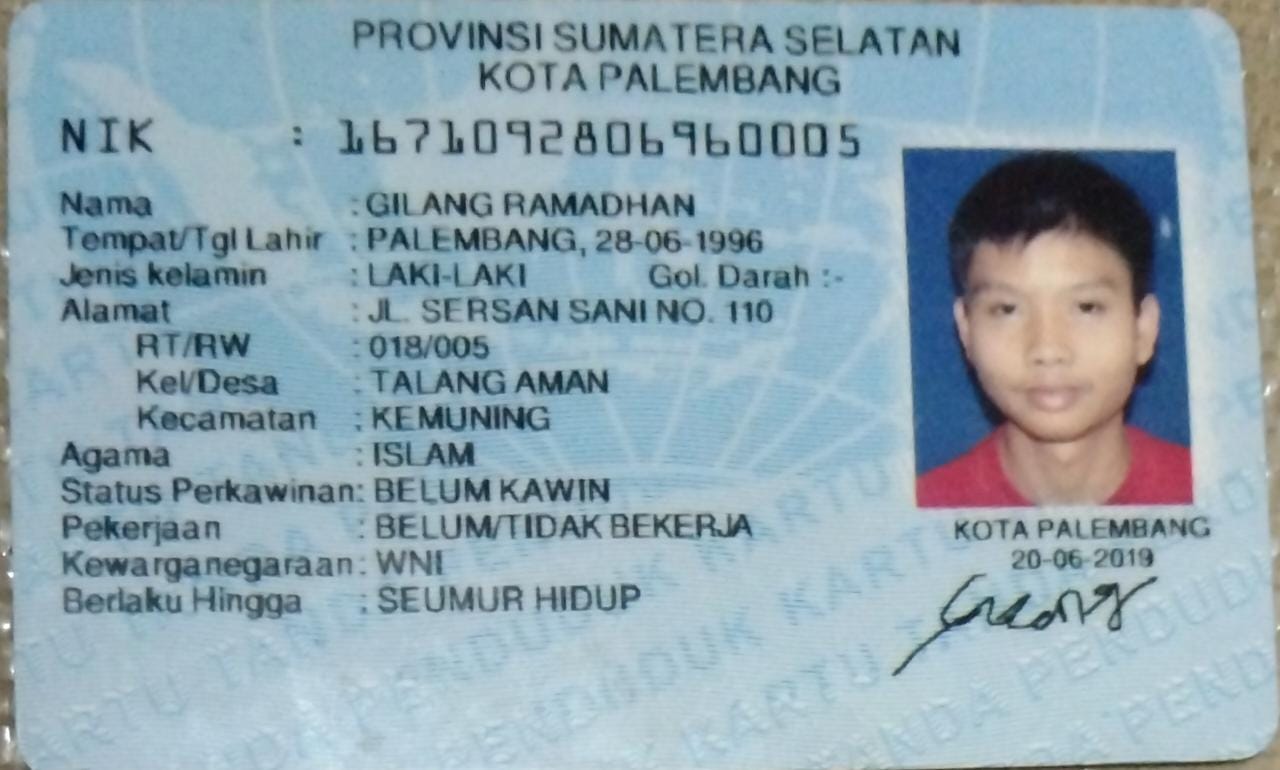 PROVINSI SUMATERA SELATAN
KOTA PALEMBANG
NIK : 1671092806960005
Nama : GILANG RAMADHAN
Tempat/Tgl Lahir : PALEMBANG, 28-06-1996
Jenis kelamin : LAKI-LAKI Gol. Darah :-
Alamat : JL. SERSAN SANI NO. 110
RT/RW : 018/005
Kel/Desa : TALANG AMAN
Kecamatan : KEMUNING
Agama : ISLAM
Status Perkawinan: BELUM KAWIN
Pekerjaan : BELUM/TIDAK BEKERJA
Kewarganegaraan: WNI
Berlaku Hingga : SEUMUR HIDUP
KOTA PALEMBANG
20-06-2019